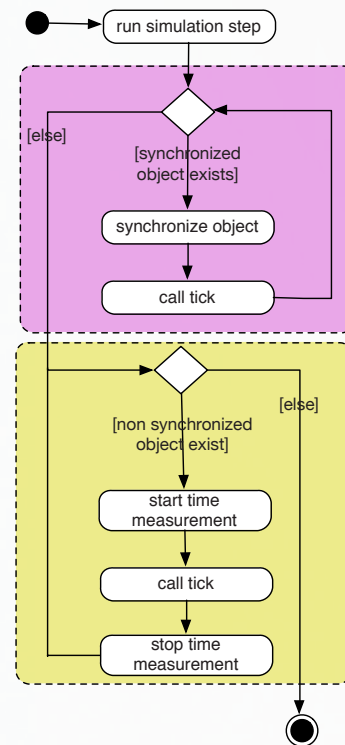 run simulation step
[else]
[synchronized
object exists]
synchronize object
call tick
[else]
[non synchronized
object exist]
start time
measurement
call tick
stop time
measurement